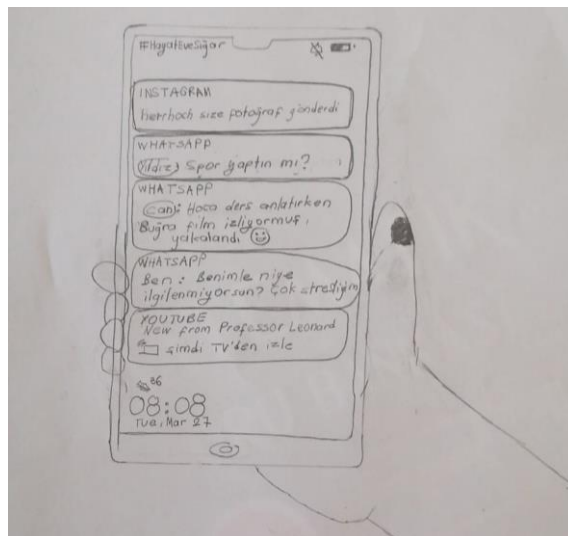 #HayatEveSığar
INSTAGRAM
herrhoch size fotoğraf gönderdi
WHATSAPP
Yıldız: Spor yaptın mı?
WHATSAPP
Can: Hoca ders anlatırken
Buğra film izliyormuş,
yakalandı
WHATSAPP
Ben: Benimle niye
ilgilenmiyorsun? Çok stresliyim
YOUTUBE
New from Professor Leonard
şimdi TV'den izle
36
08:08
Tue, Mar 27